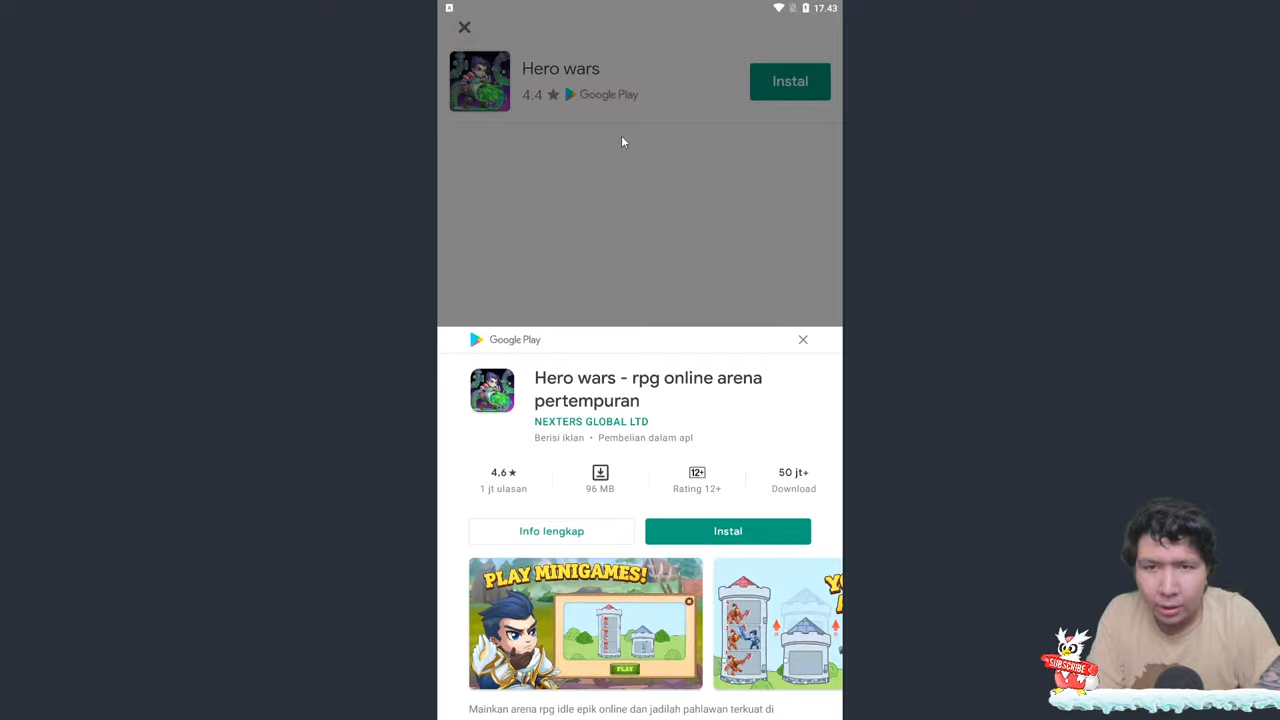 17.43
Hero wars
4.4 ★ Google Play
Instal
Google Play
Hero wars - rpg online arena
pertempuran
NEXTERS GLOBAL LTD
Berisi iklan • Pembelian dalam apl
4,6 ★
1 jt ulasan
96 MB
12+
Rating 12+
50 jt+
Download
Info lengkap
Instal
PLAY MINIGAMES!
PLAY
Mainkan arena rpg idle epik online dan jadilah pahlawan terkuat di
SUBSCRIBE